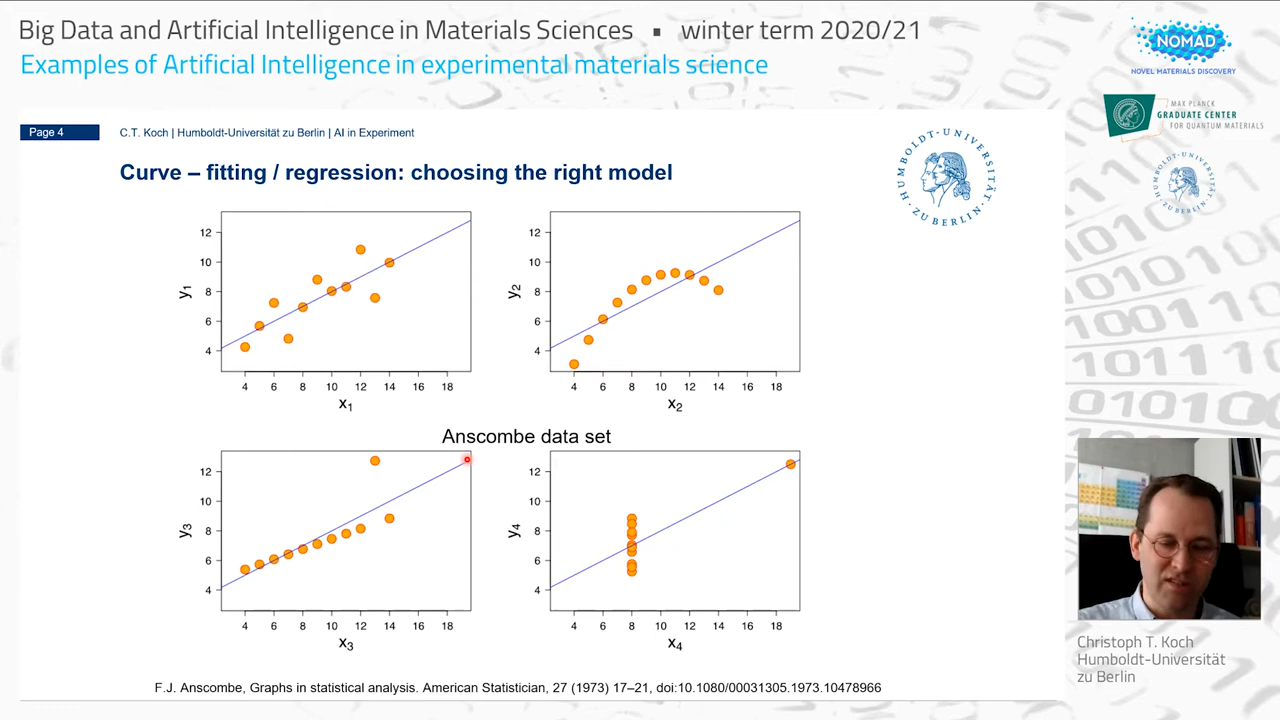 Big Data and Artificial Intelligence in Materials Sciences ▪ winter term 2020/21
Examples of Artificial Intelligence in experimental materials science
NOMAD
NOVEL MATERIALS DISCOVERY
MAX PLANCK
GRADUATE CENTER
FOR QUANTUM MATERIALS
HUMBOLDT-UNIVERSITÄT · ZU BERLIN ·
Page 4
C.T. Koch | Humboldt-Universität zu Berlin | AI in Experiment
HUMBOLDT-UNIVERSITÄT · ZU BERLIN ·
Curve – fitting / regression: choosing the right model
12
10
8
6
4
y1
4 6 8 10 12 14 16 18
x1
12
10
8
6
4
y2
4 6 8 10 12 14 16 18
x2
Anscombe data set
12
10
8
6
4
y3
4 6 8 10 12 14 16 18
x3
12
10
8
6
4
y4
4 6 8 10 12 14 16 18
x4
F.J. Anscombe, Graphs in statistical analysis. American Statistician, 27 (1973) 17–21, doi:10.1080/00031305.1973.10478966
Christoph T. Koch
Humboldt-Universität
zu Berlin